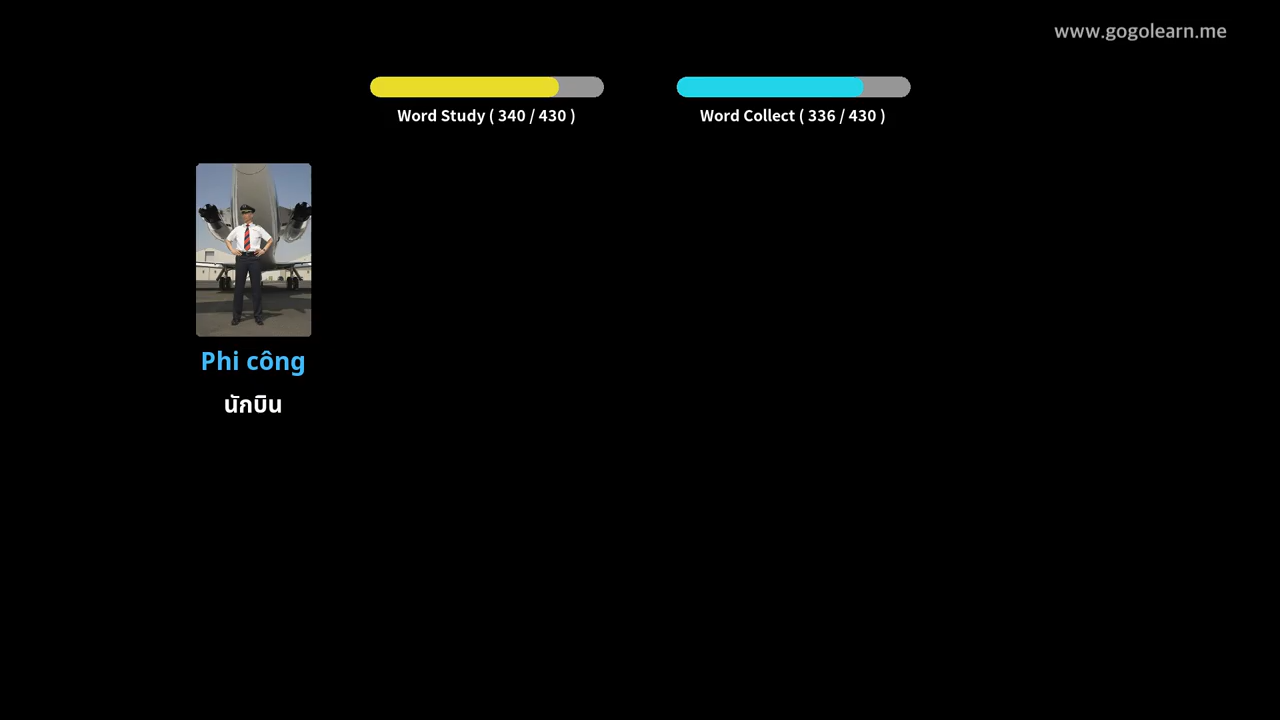 www.gogolearn.me
Word Study ( 340 / 430 )
Word Collect ( 336 / 430 )
Phi công
นักบิน